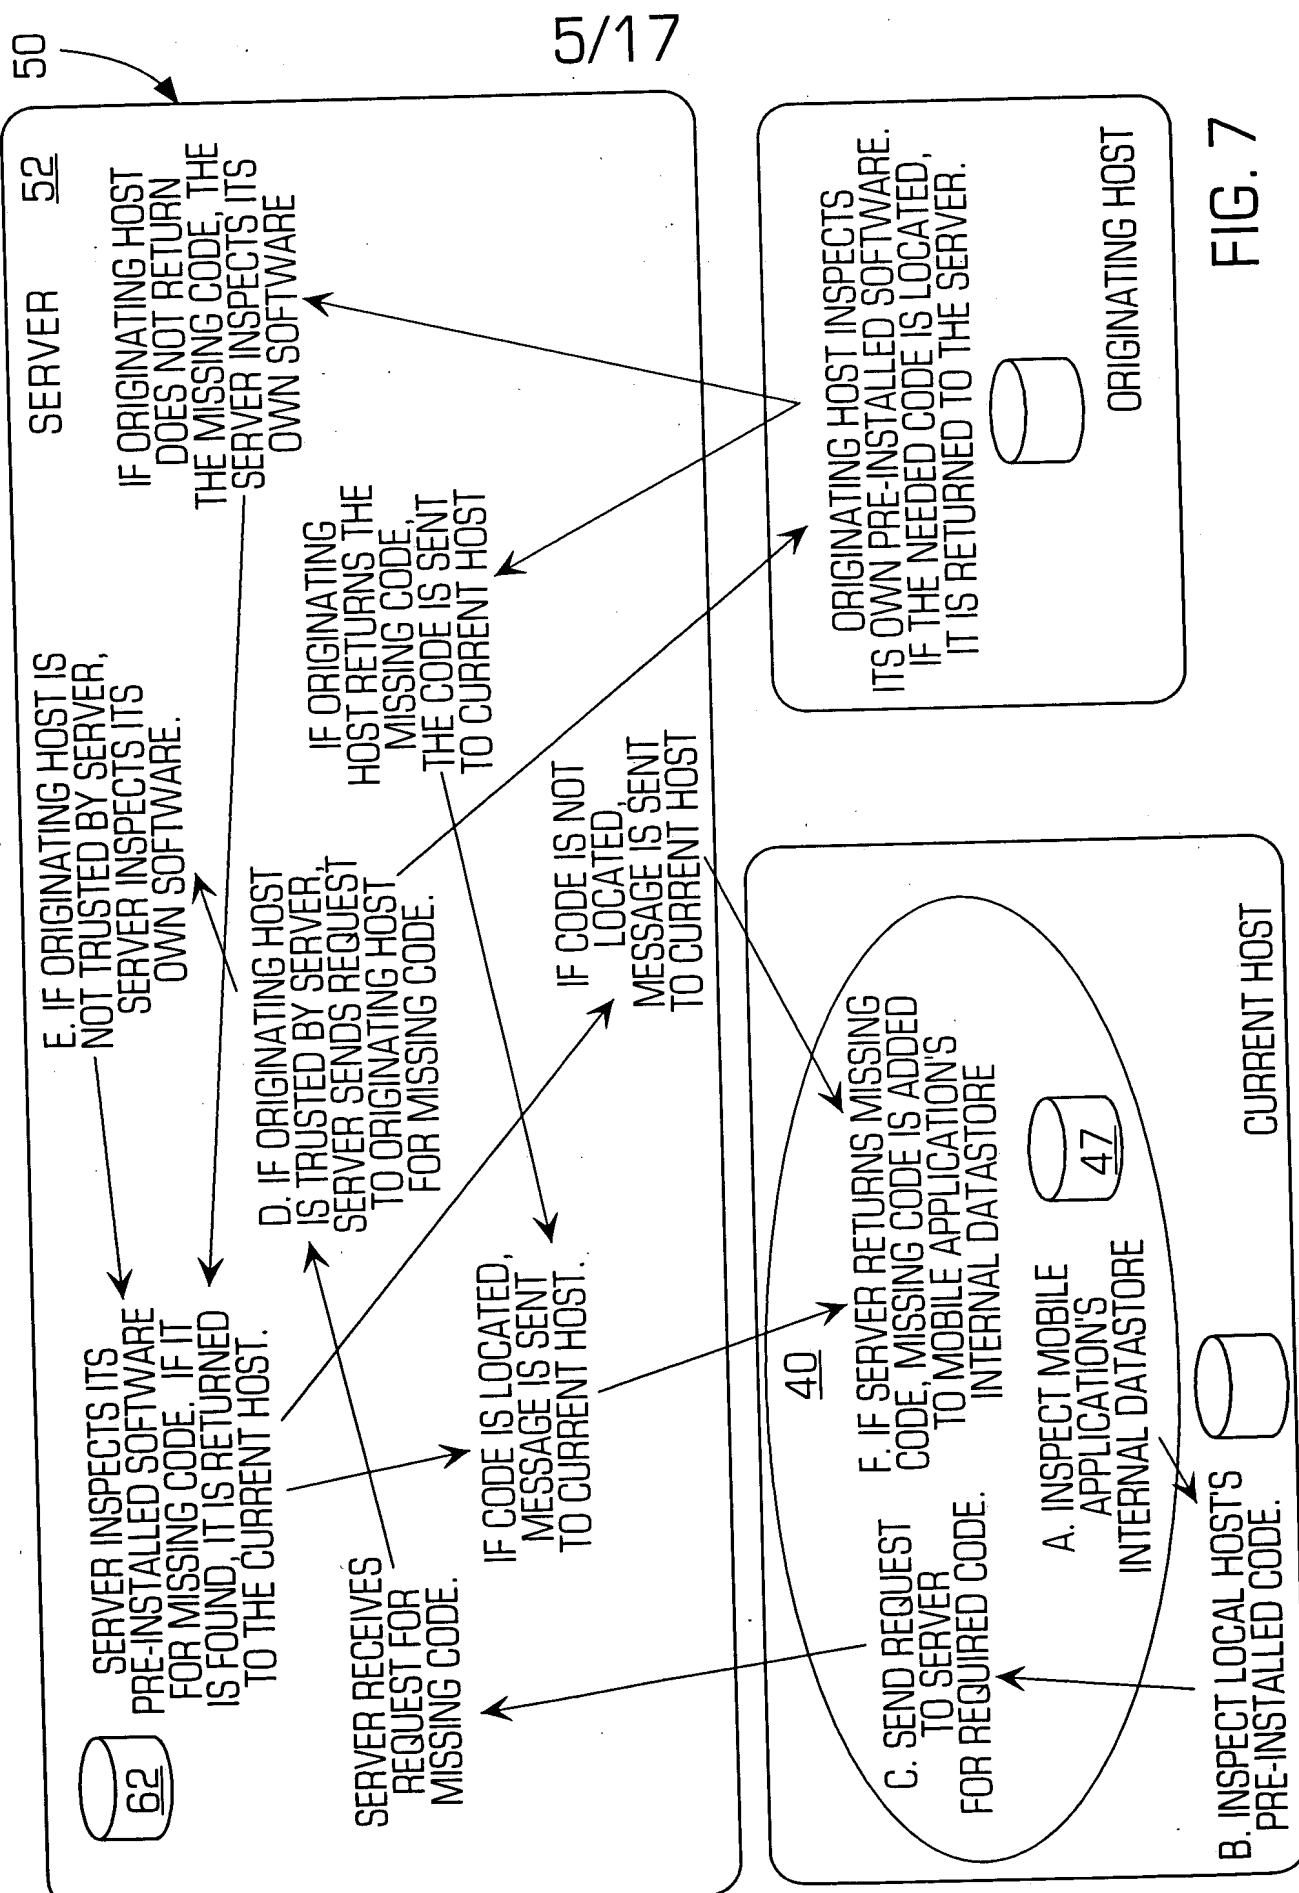 5/17
50
SERVER 52
62
SERVER INSPECTS ITS
PRE-INSTALLED SOFTWARE
FOR MISSING CODE. IF IT
IS FOUND, IT IS RETURNED
TO THE CURRENT HOST.
E. IF ORIGINATING HOST IS
NOT TRUSTED BY SERVER,
SERVER INSPECTS ITS
OWN SOFTWARE.
IF ORIGINATING HOST
DOES NOT RETURN
THE MISSING CODE, THE
SERVER INSPECTS ITS
OWN SOFTWARE
SERVER RECEIVES
REQUEST FOR
MISSING CODE.
D. IF ORIGINATING HOST
IS TRUSTED BY SERVER,
SERVER SENDS REQUEST
TO ORIGINATING HOST
FOR MISSING CODE.
IF ORIGINATING
HOST RETURNS THE
MISSING CODE,
THE CODE IS SENT
TO CURRENT HOST
IF CODE IS LOCATED,
MESSAGE IS SENT
TO CURRENT HOST.
IF CODE IS NOT
LOCATED,
MESSAGE IS SENT
TO CURRENT HOST
40
C. SEND REQUEST
TO SERVER
FOR REQUIRED CODE.
F. IF SERVER RETURNS MISSING
CODE, MISSING CODE IS ADDED
TO MOBILE APPLICATION'S
INTERNAL DATASTORE
A. INSPECT MOBILE
APPLICATION'S
INTERNAL DATASTORE
47
B. INSPECT LOCAL HOST'S
PRE-INSTALLED CODE.
CURRENT HOST
ORIGINATING HOST INSPECTS
ITS OWN PRE-INSTALLED SOFTWARE.
IF THE NEEDED CODE IS LOCATED,
IT IS RETURNED TO THE SERVER.
ORIGINATING HOST
FIG. 7